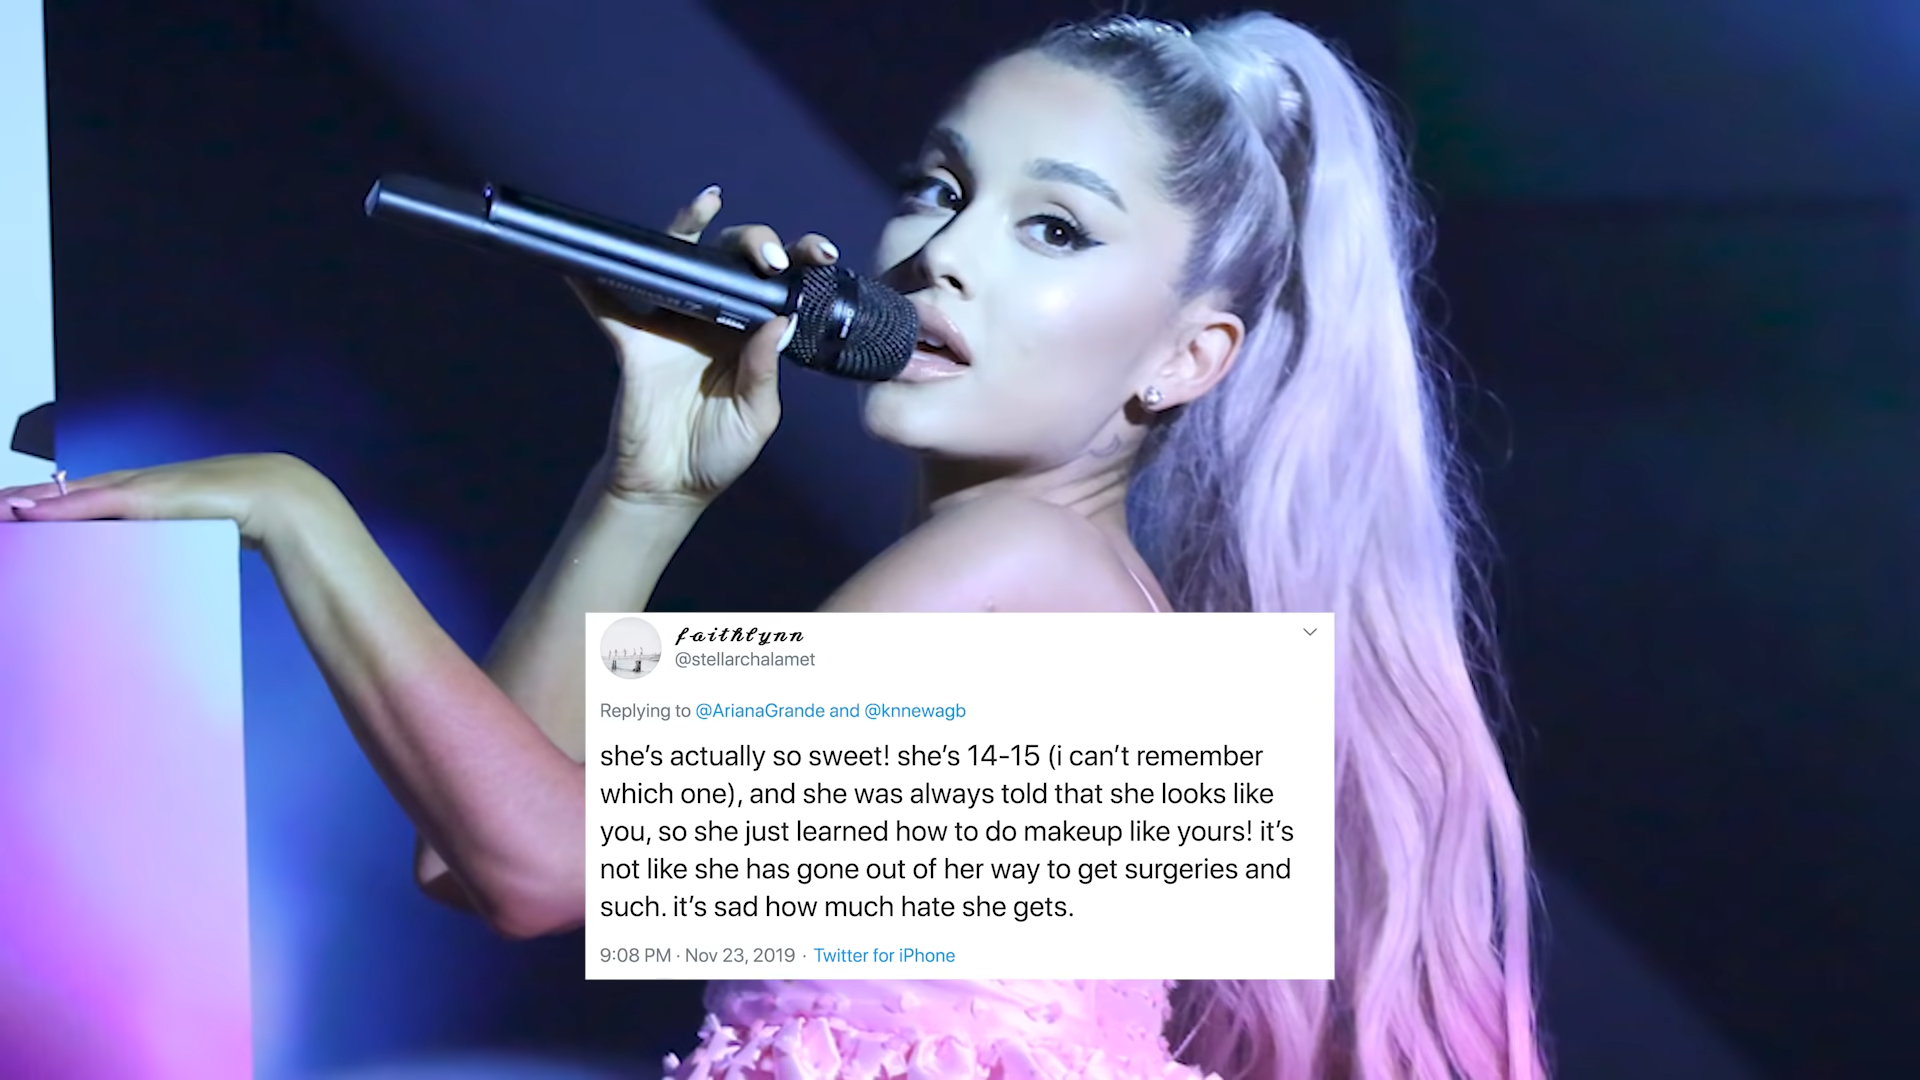 faithlynn
@stellarchalamet
Replying to @ArianaGrande and @knnewagb
she’s actually so sweet! she’s 14-15 (i can’t remember
which one), and she was always told that she looks like
you, so she just learned how to do makeup like yours! it’s
not like she has gone out of her way to get surgeries and
such. it’s sad how much hate she gets.
9:08 PM · Nov 23, 2019 · Twitter for iPhone